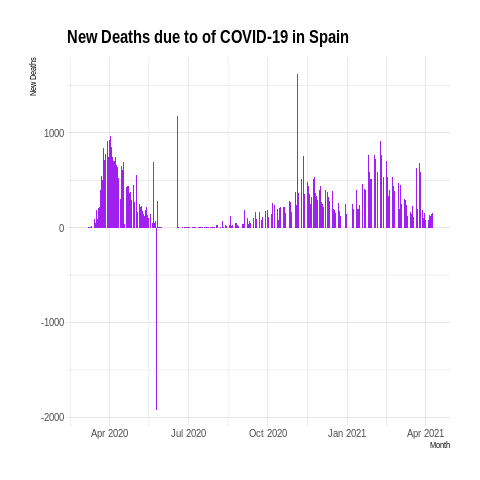 New Deaths due to of COVID-19 in Spain
New Deaths
1000
0
-1000
-2000
Apr 2020 Jul 2020 Oct 2020 Jan 2021 Apr 2021
Month